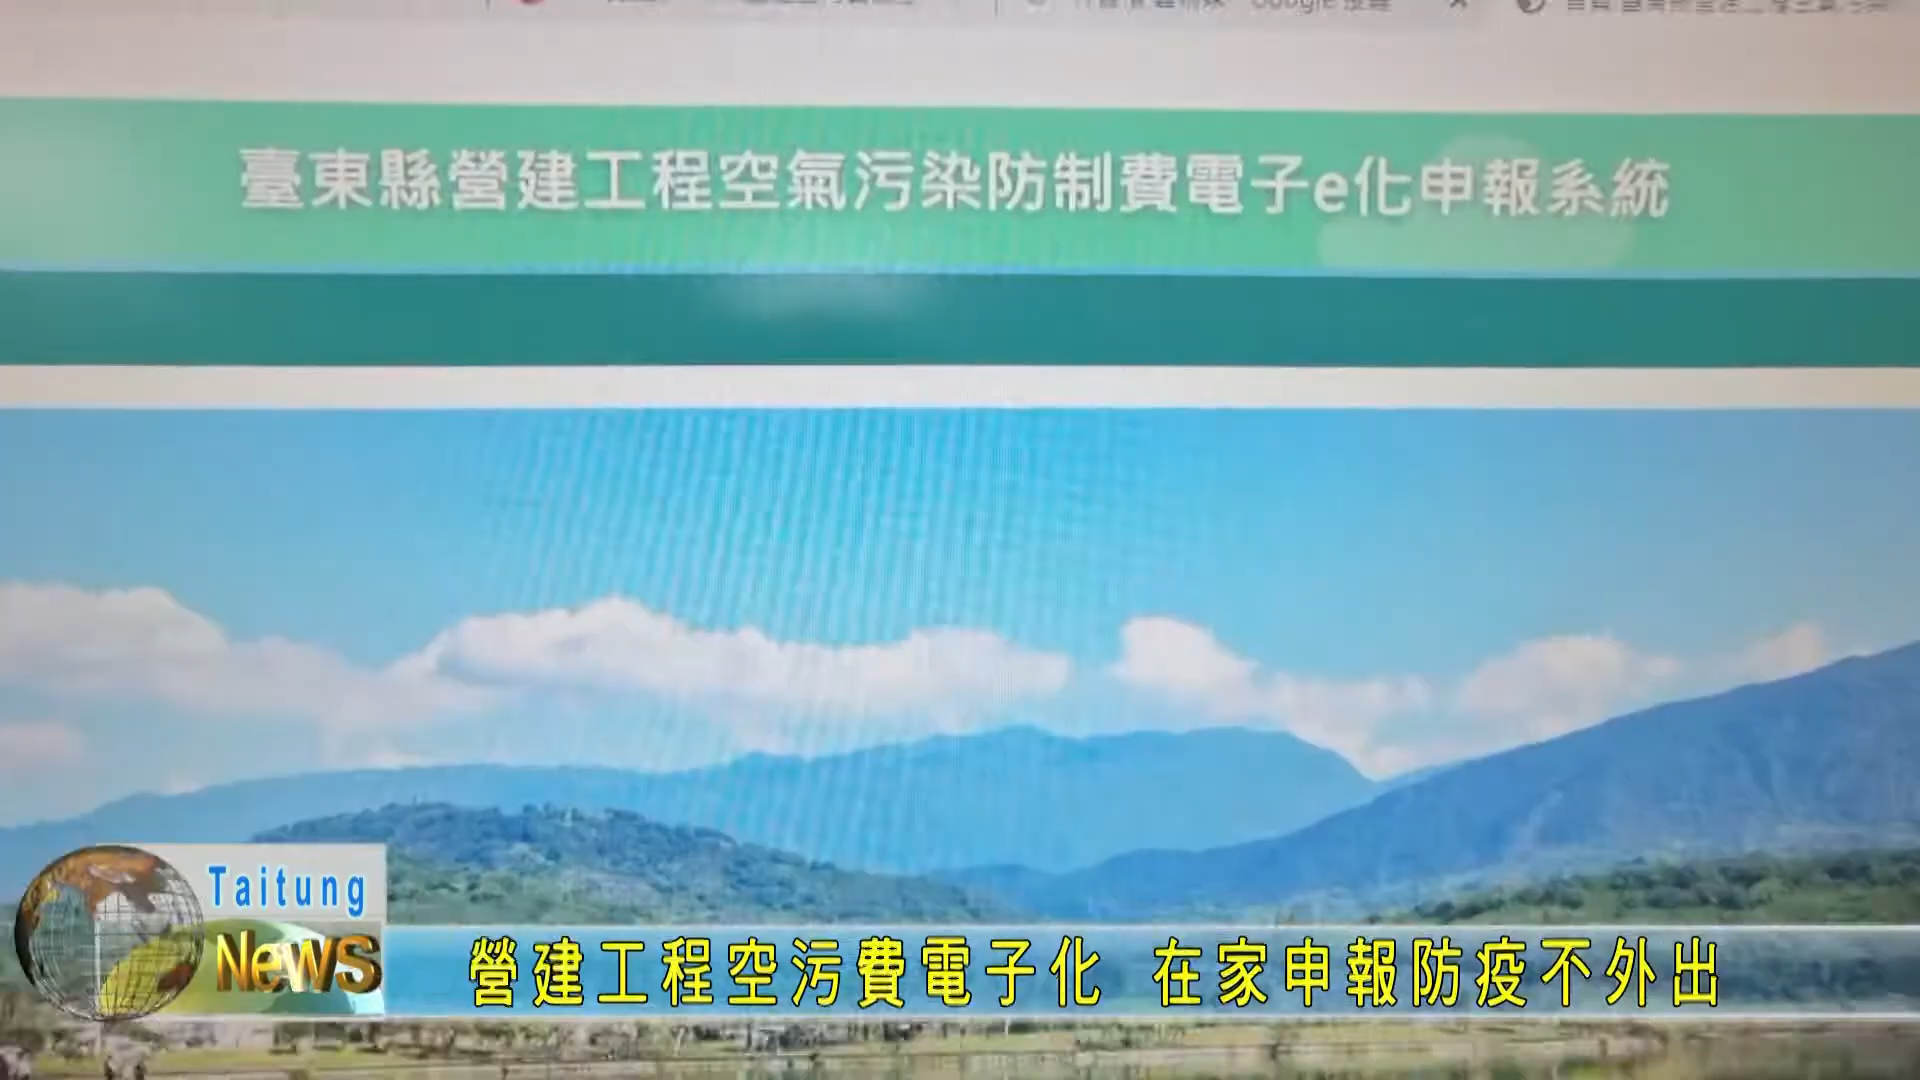 Google
臺東縣營建工程空氣污染防制費電子e化申報系統
Taitung
News
營建工程空污費電子化 在家申報防疫不外出